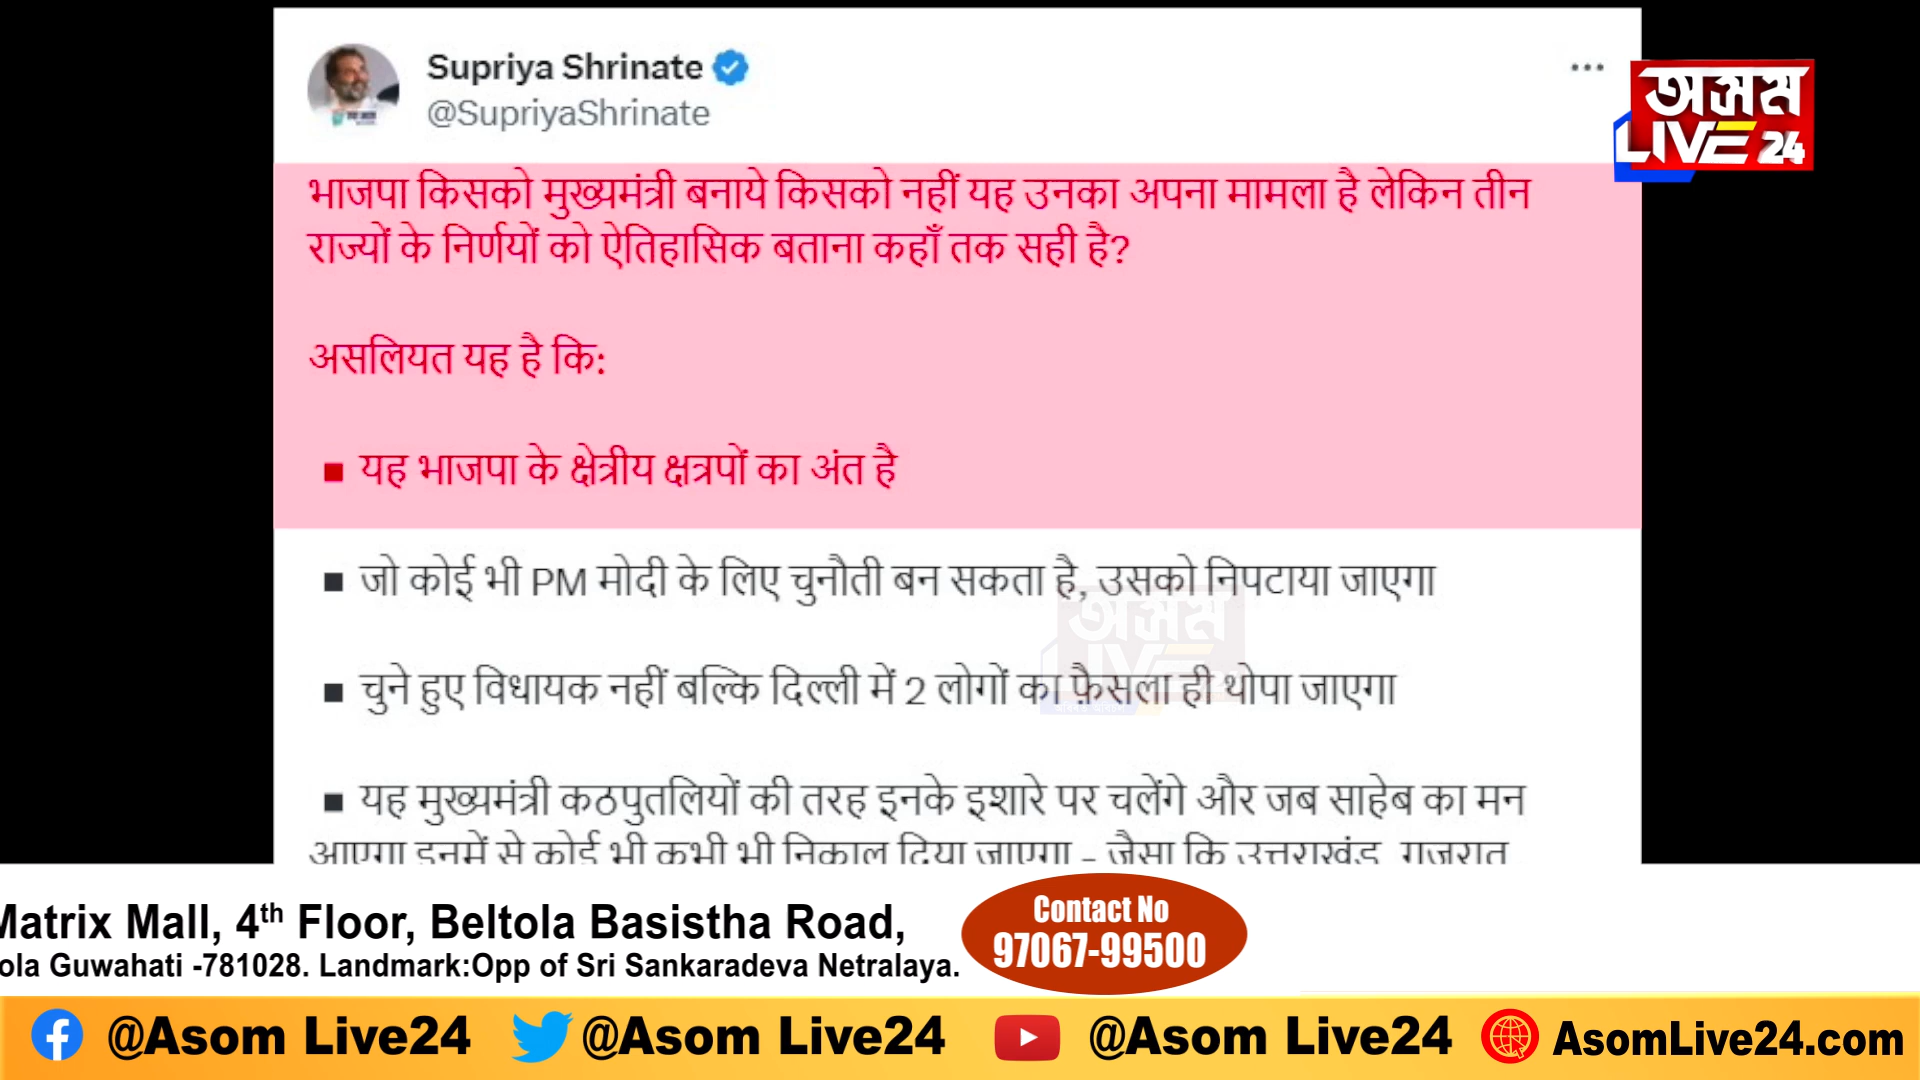 Supriya Shrinate
@SupriyaShrinate
অসম
LIVE 24
भाजपा किसको मुख्यमंत्री बनाये किसको नहीं यह उनका अपना मामला है लेकिन तीन
राज्यों के निर्णयों को ऐतिहासिक बताना कहाँ तक सही है?
असलियत यह है कि:
▪ यह भाजपा के क्षेत्रीय क्षत्रपों का अंत है
▪ जो कोई भी PM मोदी के लिए चुनौती बन सकता है, उसको निपटाया जाएगा
▪ चुने हुए विधायक नहीं बल्कि दिल्ली में 2 लोगों का फ़ैसला ही थोपा जाएगा
▪ यह मुख्यमंत्री कठपुतलियों की तरह इनके इशारे पर चलेंगे और जब साहेब का मन
आएगा इनमें से कोई भी कभी भी निकाल दिया जाएगा - जैसा कि उत्तराखंड, गुजरात
Matrix Mall, 4th Floor, Beltola Basistha Road,
ola Guwahati -781028. Landmark:Opp of Sri Sankaradeva Netralaya.
Contact No
97067-99500
@Asom Live24 @Asom Live24 @Asom Live24 AsomLive24.com